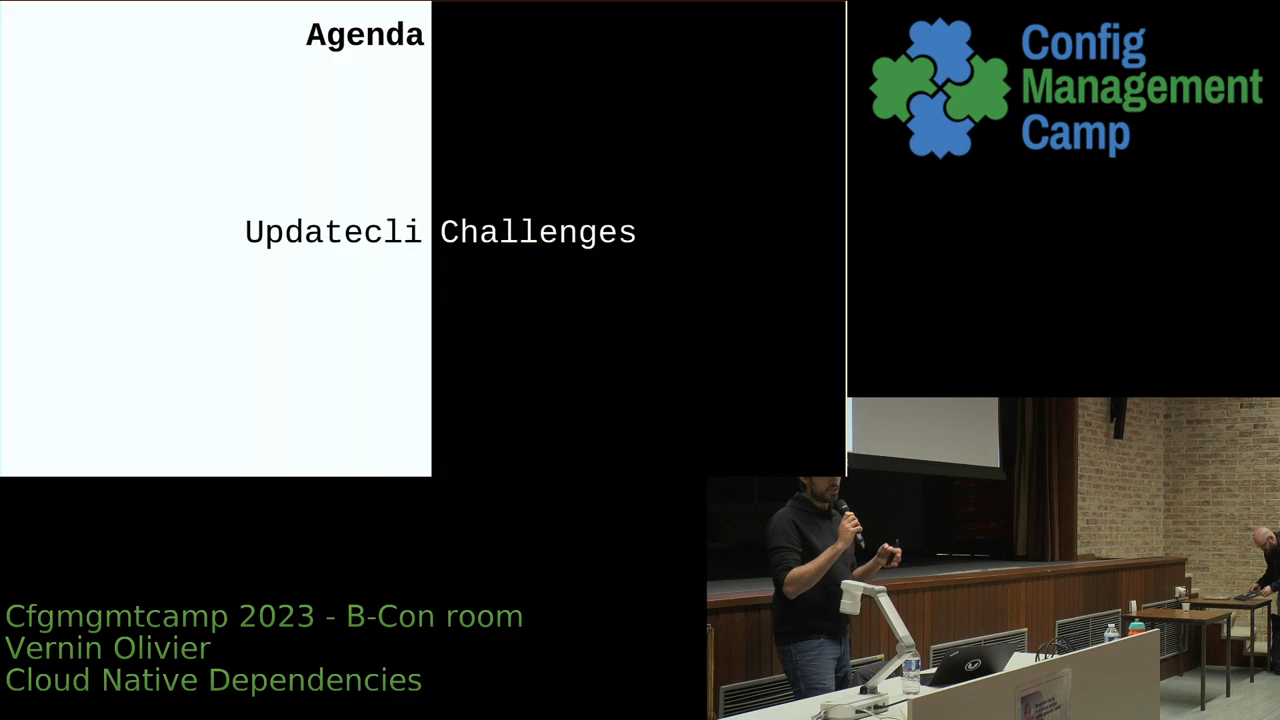 Agenda
Updatecli Challenges
Config
Management
Camp
Cfgmgmtcamp 2023 - B-Con room
Vernin Olivier
Cloud Native Dependencies